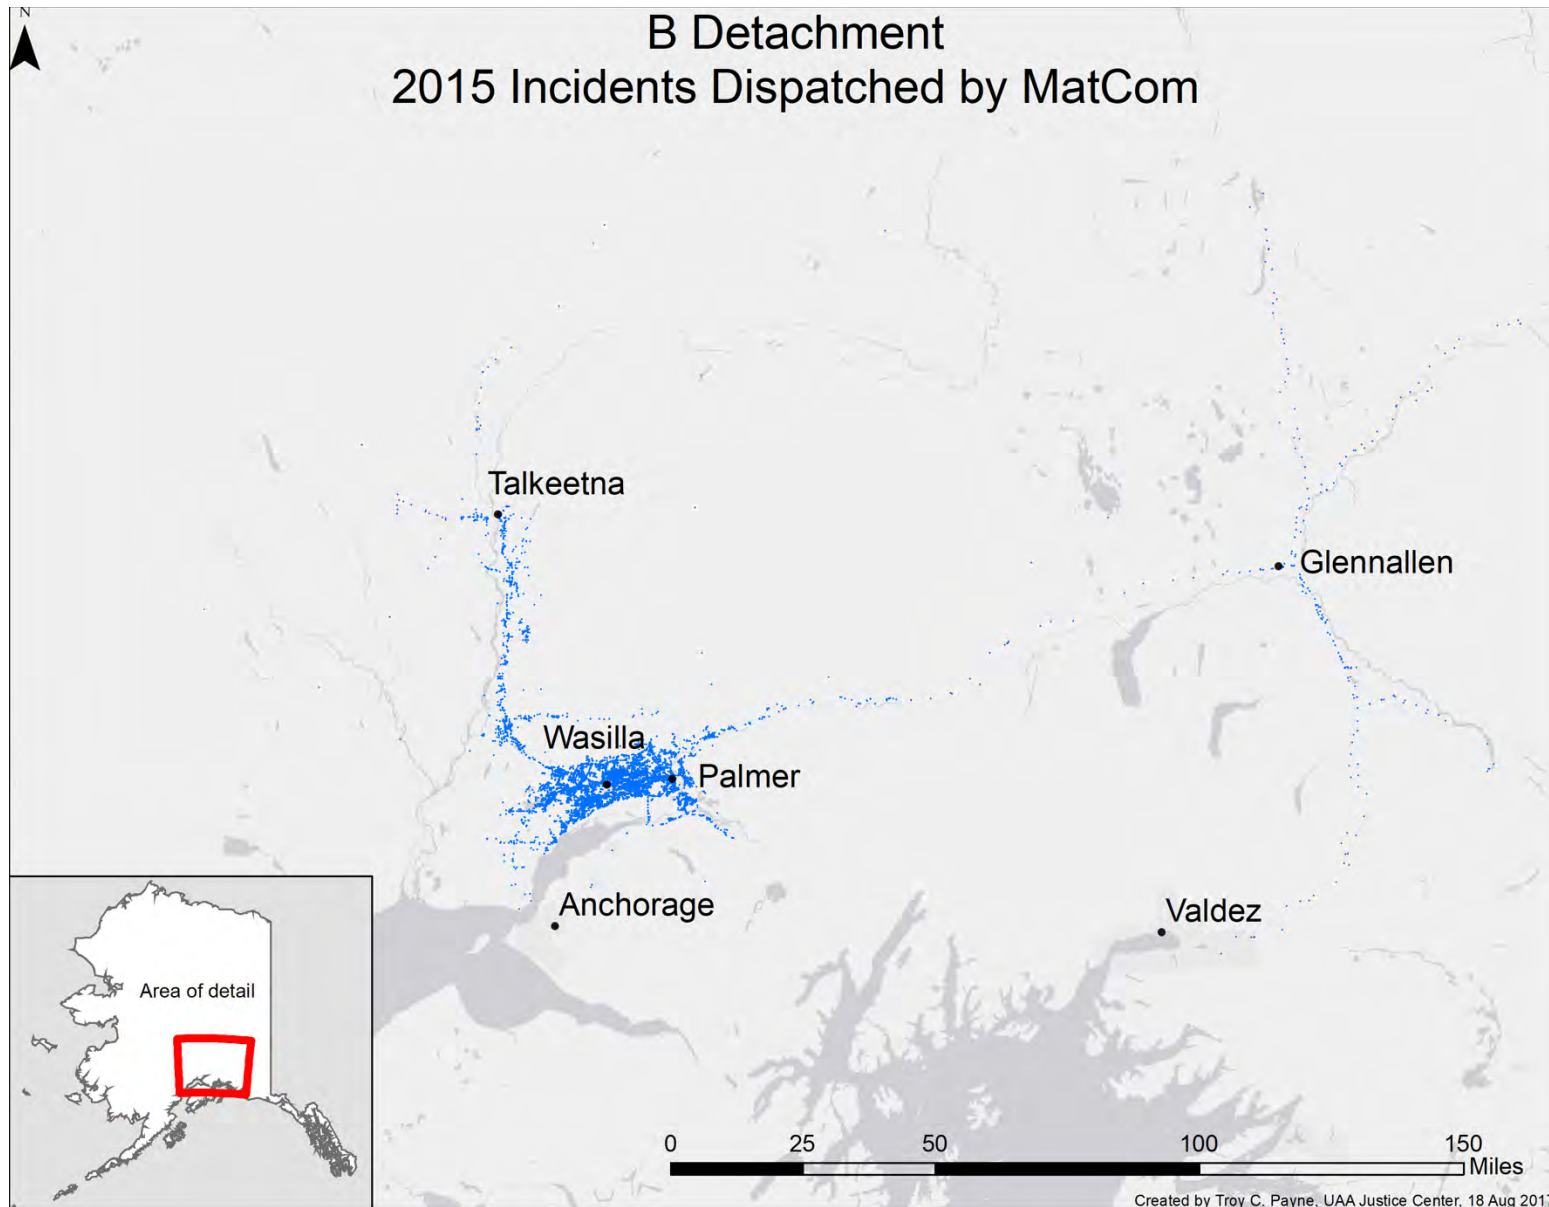 N
B Detachment
2015 Incidents Dispatched by MatCom
Talkeetna
Glennallen
Wasilla
Palmer
Anchorage
Valdez
Area of detail
0 25 50 100 150
Miles
Created by Troy C. Payne, UAA Justice Center, 18 Aug 2017